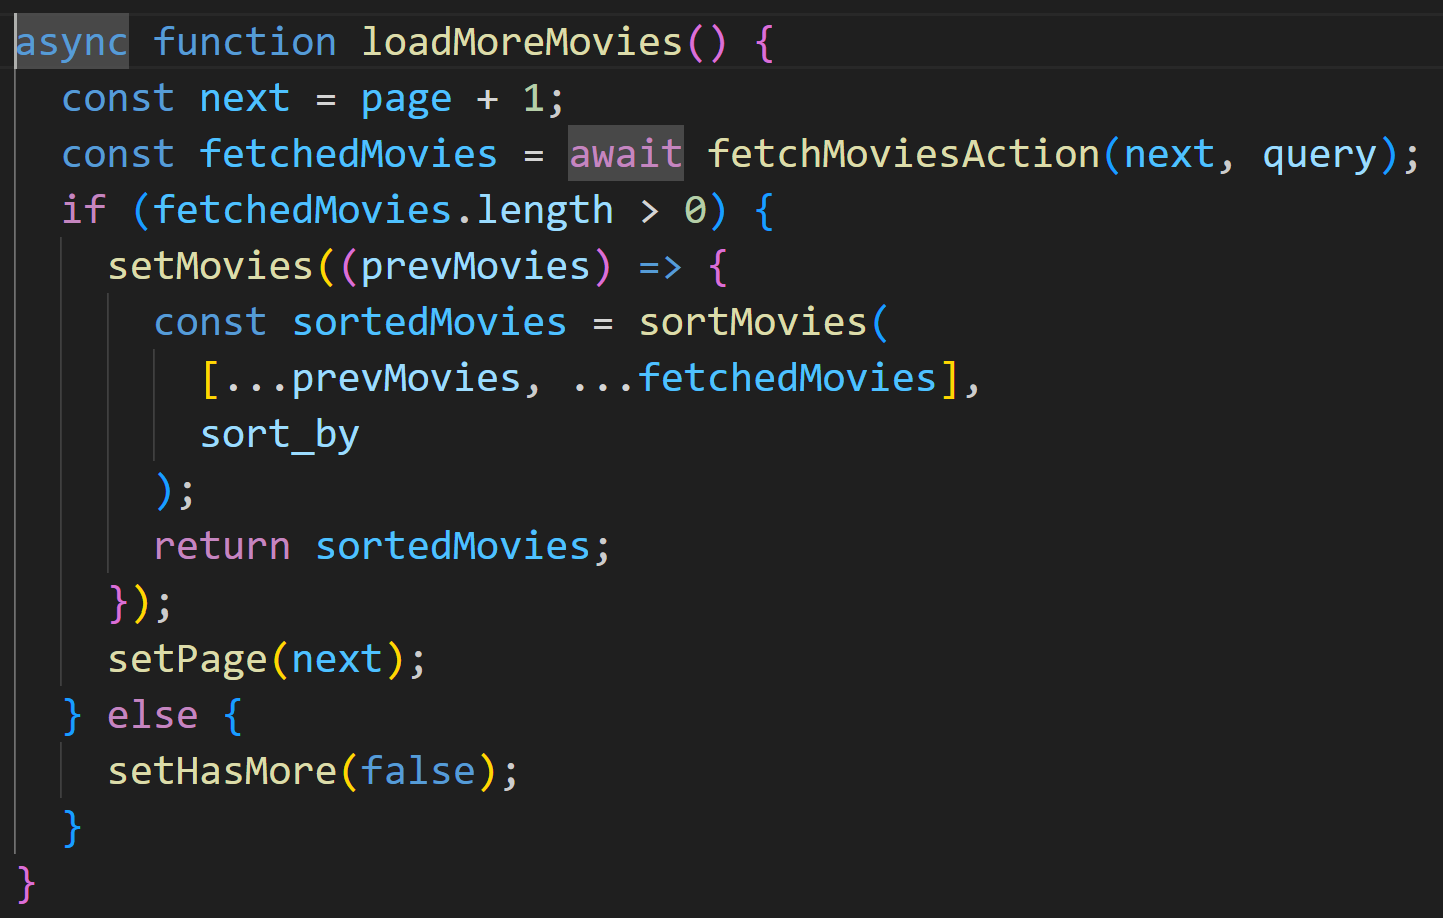 async function loadMoreMovies() {
  const next = page + 1;
  const fetchedMovies = await fetchMoviesAction(next, query);
  if (fetchedMovies.length > 0) {
    setMovies((prevMovies) => {
      const sortedMovies = sortMovies(
        [...prevMovies, ...fetchedMovies],
        sort_by
      );
      return sortedMovies;
    });
    setPage(next);
  } else {
    setHasMore(false);
  }
}